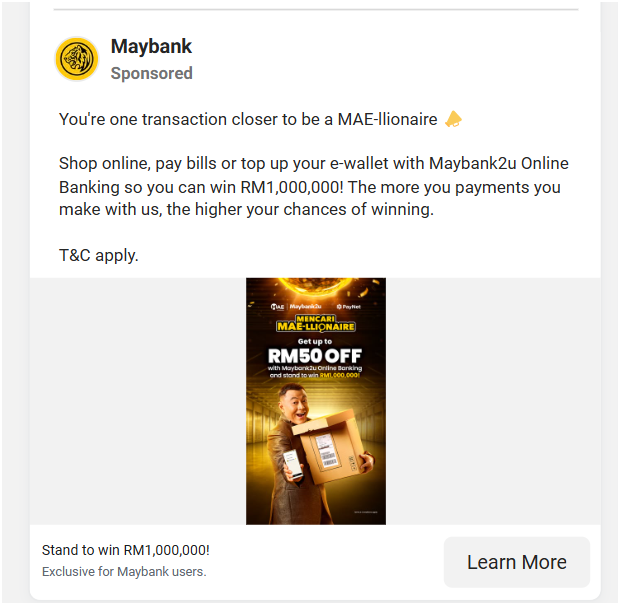 Maybank
Sponsored
You're one transaction closer to be a MAE-llionaire
Shop online, pay bills or top up your e-wallet with Maybank2u Online
Banking so you can win RM1,000,000! The more you payments you
make with us, the higher your chances of winning.
T&C apply.
MAE Maybank2u PayNet
MENCARI
MAE-LLIONAIRE
Get up to
RM50 OFF
with Maybank2u Online Banking
and stand to win RM1,000,000!
Stand to win RM1,000,000!
Exclusive for Maybank users.
Learn More